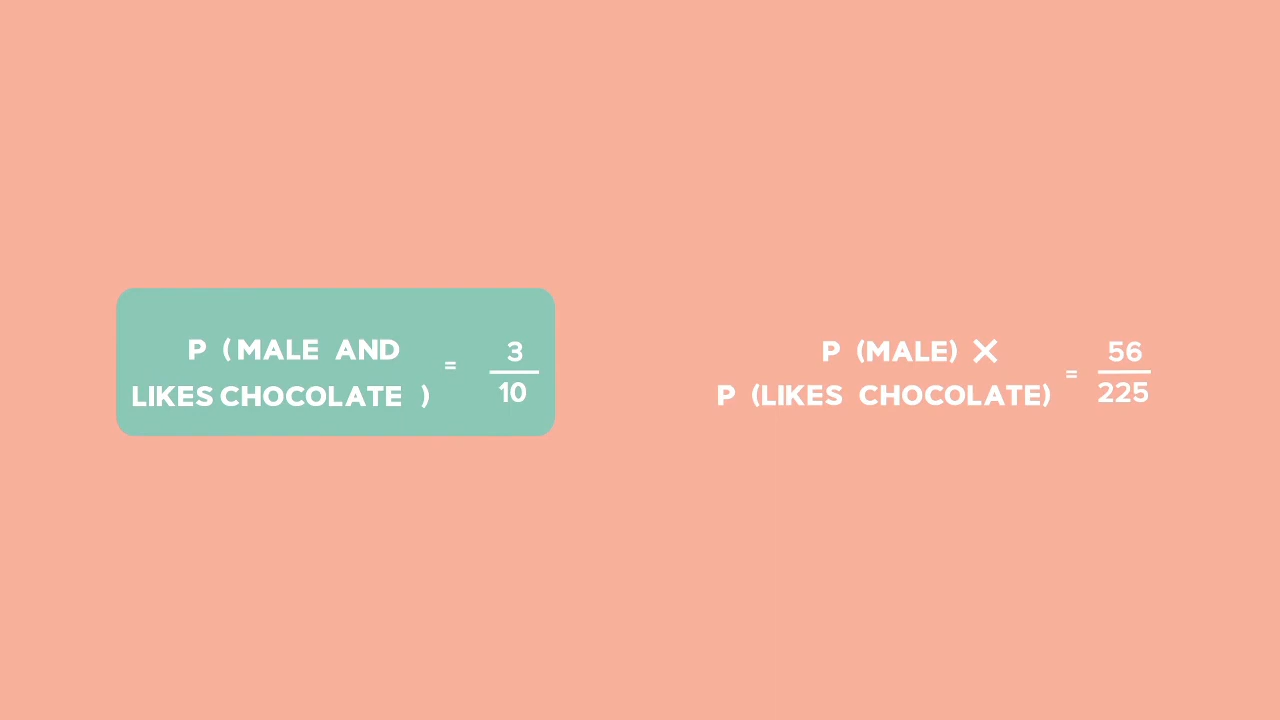 P (MALE AND
LIKES CHOCOLATE )
=
3
10
P (MALE) ×
P (LIKES CHOCOLATE)
=
56
225